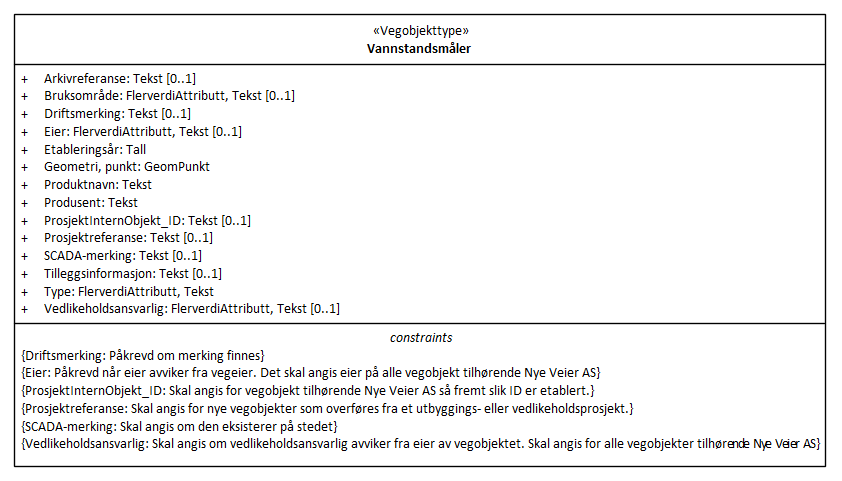 «Vegobjekttype»
Vannstandsmåler
+ Arkivreferanse: Tekst [0..1]
+ Bruksområde: FlerverdiAttributt, Tekst [0..1]
+ Driftsmerking: Tekst [0..1]
+ Eier: FlerverdiAttributt, Tekst [0..1]
+ Etableringsår: Tall
+ Geometri, punkt: GeomPunkt
+ Produktnavn: Tekst
+ Produsent: Tekst
+ ProsjektInternObjekt_ID: Tekst [0..1]
+ Prosjektreferanse: Tekst [0..1]
+ SCADA-merking: Tekst [0..1]
+ Tilleggsinformasjon: Tekst [0..1]
+ Type: FlerverdiAttributt, Tekst
+ Vedlikeholdsansvarlig: FlerverdiAttributt, Tekst [0..1]
constraints
{Driftsmerking: Påkrevd om merking finnes}
{Eier: Påkrevd når eier avviker fra vegeier. Det skal angis eier på alle vegobjekt tilhørende Nye Veier AS}
{ProsjektInternObjekt_ID: Skal angis for vegobjekt tilhørende Nye Veier AS så fremt slik ID er etablert.}
{Prosjektreferanse: Skal angis for nye vegobjekter som overføres fra et utbyggings- eller vedlikeholdsprosjekt.}
{SCADA-merking: Skal angis om den eksisterer på stedet}
{Vedlikeholdsansvarlig: Skal angis om vedlikeholdsansvarlig avviker fra eier av vegobjektet. Skal angis for alle vegobjekter tilhørende Nye Veier AS}